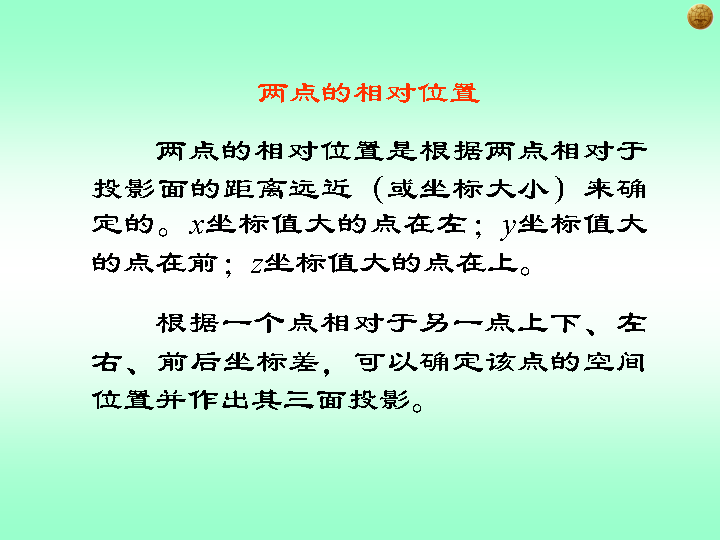 两点的相对位置
两点的相对位置是根据两点相对于
投影面的距离远近（或坐标大小）来确
定的。x坐标值大的点在左；y坐标值大
的点在前；z坐标值大的点在上。
根据一个点相对于另一点上下、左
右、前后坐标差，可以确定该点的空间
位置并作出其三面投影。